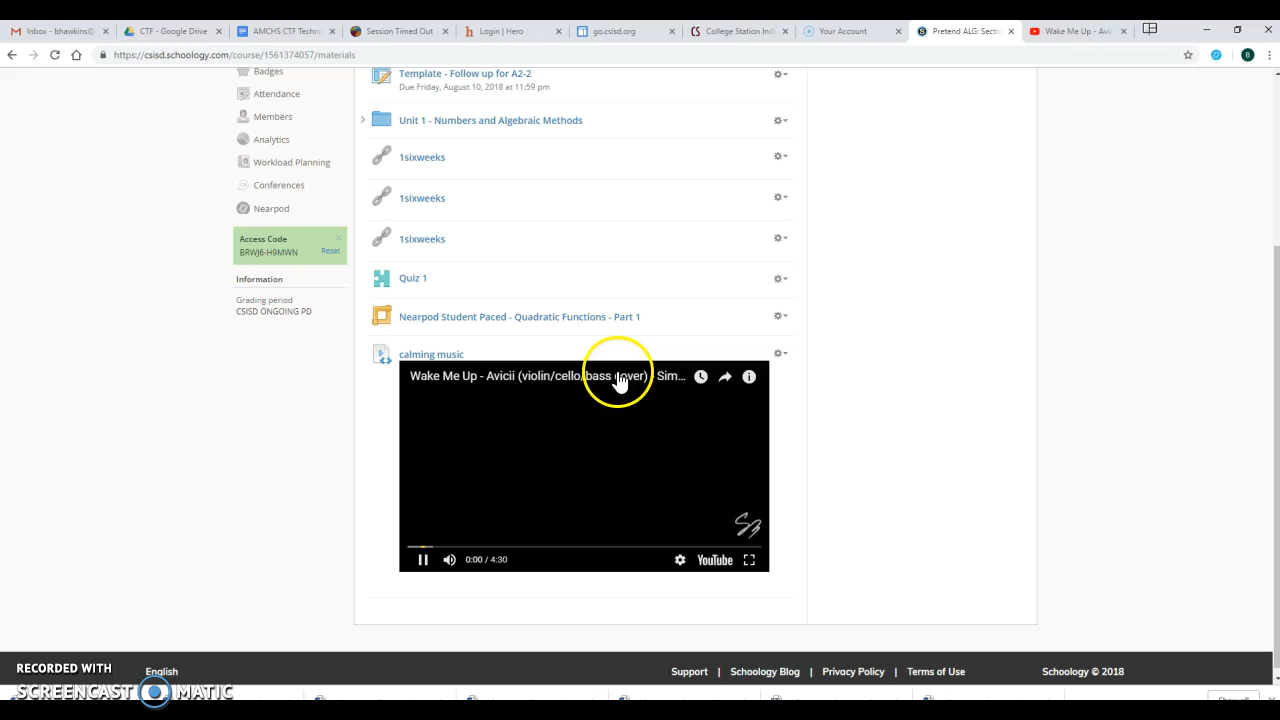 Inbox - bhawkins@
CTF - Google Drive
AMCHS CTF Techno
Session Timed Out
Login | Hero
go.csisd.org
College Station Ind
Your Account
Pretend ALG: Secti
Wake Me Up - Avic
https://csisd.schoology.com/course/1561374057/materials
Badges
Attendance
Members
Analytics
Workload Planning
Conferences
Nearpod
Access Code
BRWJ6-H9MWN
Reset
Information
Grading period
CSISD ONGOING PD
Template - Follow up for A2-2
Due Friday, August 10, 2018 at 11:59 pm
Unit 1 - Numbers and Algebraic Methods
1sixweeks
1sixweeks
1sixweeks
Quiz 1
Nearpod Student Paced - Quadratic Functions - Part 1
calming music
Wake Me Up - Avicii (violin/cello/bass cover) - Sim...
0:00 / 4:30
YouTube
English
Support | Schoology Blog | Privacy Policy | Terms of Use
Schoology © 2018
RECORDED WITH
SCREENCAST MATIC